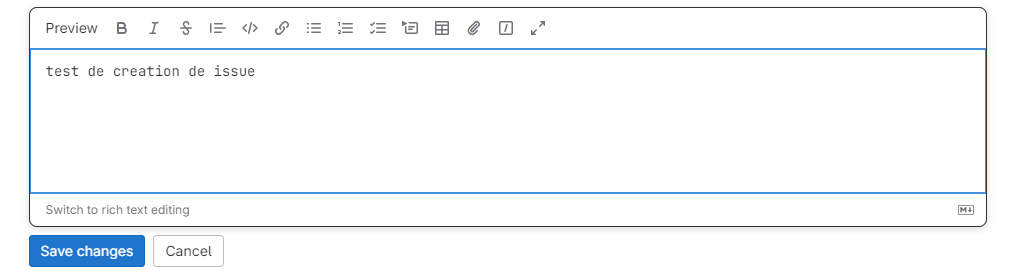 Preview B I S </>
test de creation de issue
Switch to rich text editing M↓
Save changes Cancel